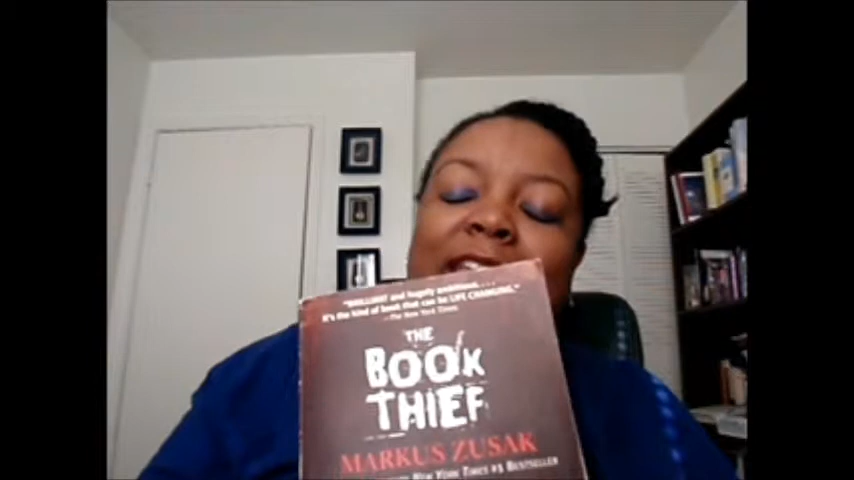 "BRILLIANT and hugely ambitious. . . .
It's the kind of book that can be LIFE CHANGING."
—The New York Times
THE
BOOK
THIEF
MARKUS ZUSAK
NEW YORK TIMES #1 BESTSELLER